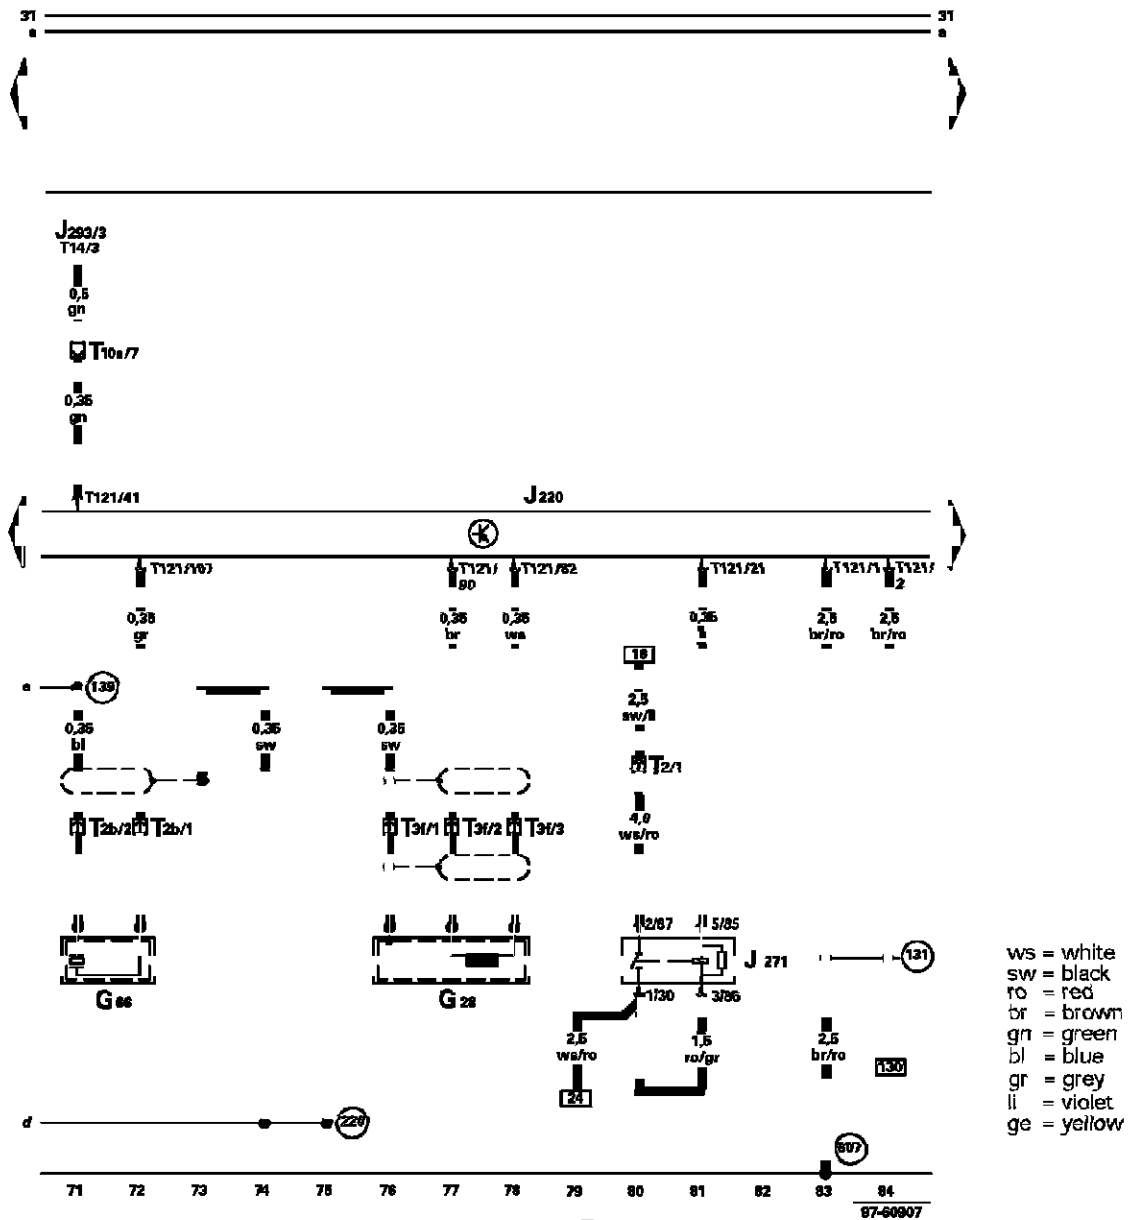 31 31
a a
J293/3
T14/3
0,5
gn
T10a/7
0,35
gn
T121/41 J220
T121/107 T121/ T121/82 T121/21 T121/1 T121/
90 2
0,35 0,35 0,35 0,35 2,5 2,5
gr br ws li br/ro br/ro
18
e 139
2,5
sw/li
0,35 0,35 0,35
bl sw sw
T2/1
4,0
ws/ro
T2b/2 T2b/1 T3f/1 T3f/2 T3f/3
2/87 5/85
J 271 131
G66 G28 1/30 3/86
2,5 1,5 2,5
ws/ro ro/gr br/ro
130
24
d 220
607
71 72 73 74 75 76 77 78 79 80 81 82 83 84
97-60907
ws = white
sw = black
ro = red
br = brown
gn = green
bl = blue
gr = grey
li = violet
ge = yellow